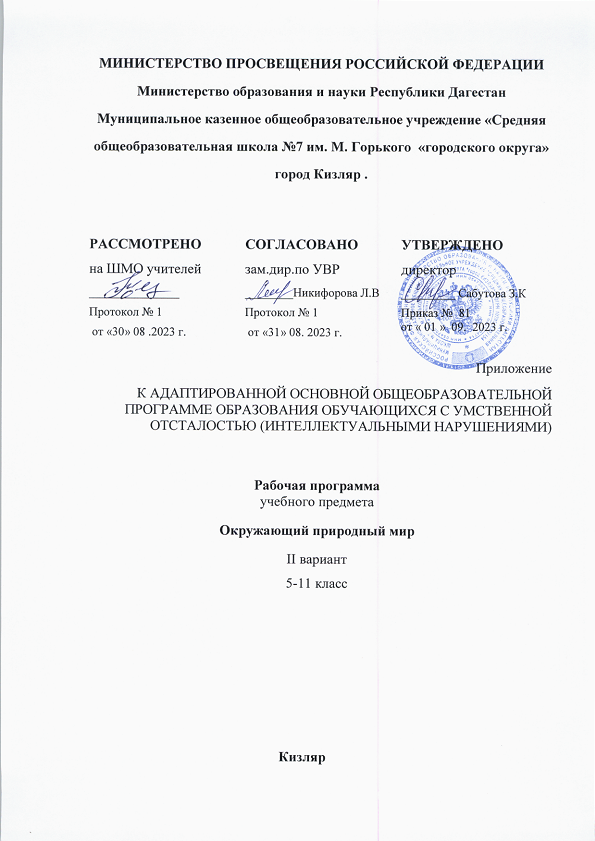 МИНИСТЕРСТВО ПРОСВЕЩЕНИЯ РОССИЙСКОЙ ФЕДЕРАЦИИ
Министерство образования и науки Республики Дагестан
Муниципальное казенное общеобразовательное учреждение «Средняя
общеобразовательная школа №7 им. М. Горького «городского округа»
город Кизляр .
РАССМОТРЕНО СОГЛАСОВАНО УТВЕРЖДЕНО
на ШМО учителей зам.дир.по УВР директор
Никифорова Л.В Сабутова З.К
Протокол № 1 Протокол № 1 Приказ № 81
от «30» 08 .2023 г. от «31» 08. 2023 г. от « 01 » 09. 2023 г.
Приложение
К АДАПТИРОВАННОЙ ОСНОВНОЙ ОБЩЕОБРАЗОВАТЕЛЬНОЙ
ПРОГРАММЕ ОБРАЗОВАНИЯ ОБУЧАЮЩИХСЯ С УМСТВЕННОЙ
ОТСТАЛОСТЬЮ (ИНТЕЛЛЕКТУАЛЬНЫМИ НАРУШЕНИЯМИ)
Рабочая программа
учебного предмета
Окружающий природный мир
II вариант
5-11 класс
Кизляр